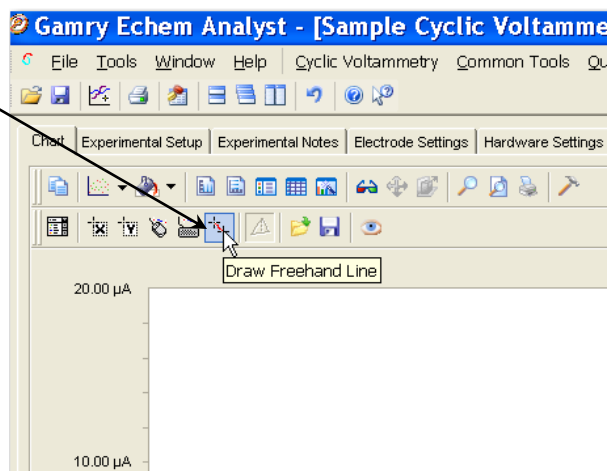 Gamry Echem Analyst - [Sample Cyclic Voltamme
File Tools Window Help Cyclic Voltammetry Common Tools Qu
Chart Experimental Setup Experimental Notes Electrode Settings Hardware Settings
Draw Freehand Line
20.00 µA
10.00 µA